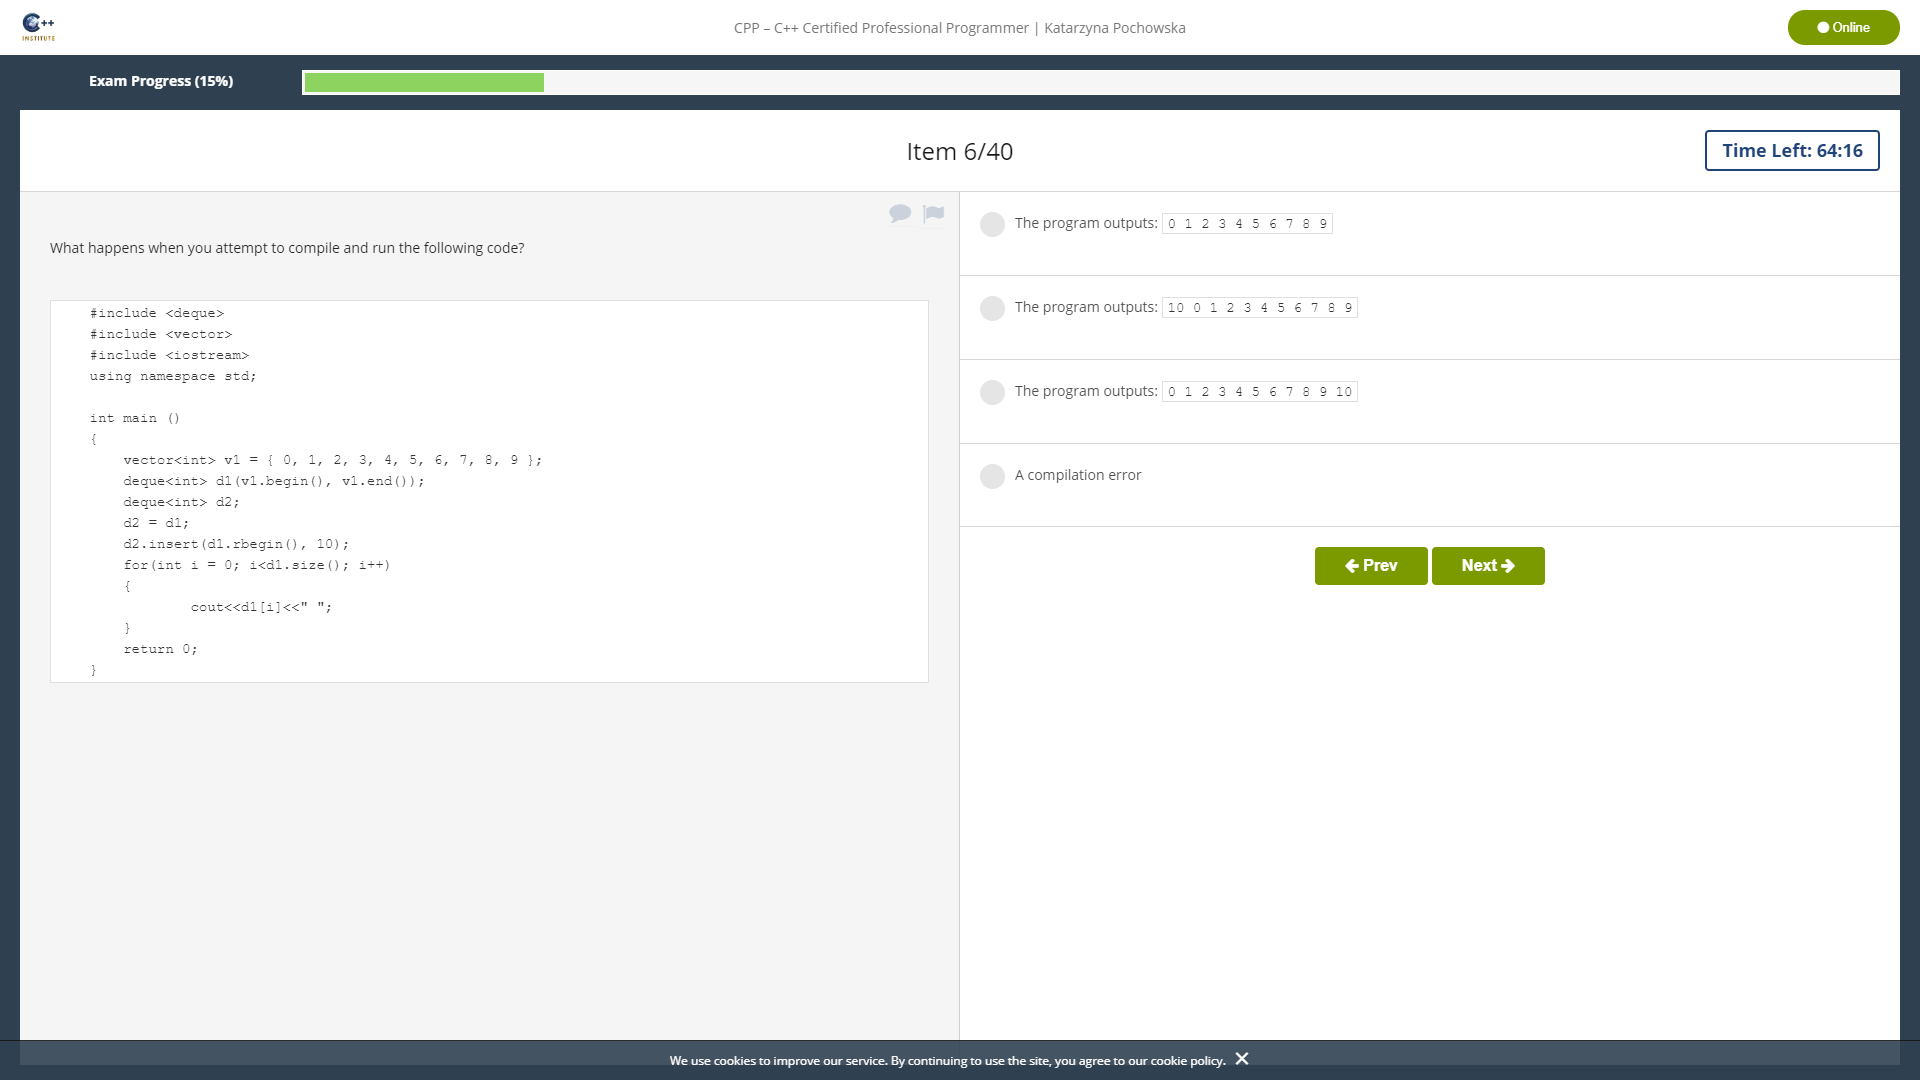 C++
INSTITUTE
CPP – C++ Certified Professional Programmer | Katarzyna Pochowska
Online
Exam Progress (15%)
Item 6/40
Time Left: 64:16
What happens when you attempt to compile and run the following code?
#include <deque>
#include <vector>
#include <iostream>
using namespace std;
int main ()
{
vector<int> v1 = { 0, 1, 2, 3, 4, 5, 6, 7, 8, 9 };
deque<int> d1(v1.begin(), v1.end());
deque<int> d2;
d2 = d1;
d2.insert(d1.rbegin(), 10);
for(int i = 0; i<d1.size(); i++)
{
cout<<d1[i]<<" ";
}
return 0;
}
The program outputs: 0 1 2 3 4 5 6 7 8 9
The program outputs: 10 0 1 2 3 4 5 6 7 8 9
The program outputs: 0 1 2 3 4 5 6 7 8 9 10
A compilation error
Prev
Next
We use cookies to improve our service. By continuing to use the site, you agree to our cookie policy.